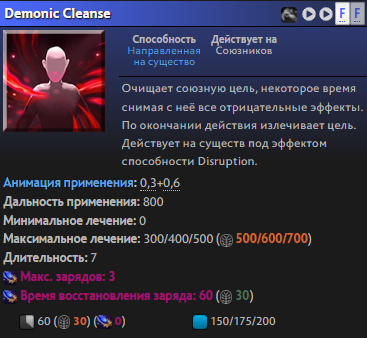 Demonic Cleanse F F
Способность Действует на
Направленная Союзников
на существо
Очищает союзную цель, некоторое время
снимая с неё все отрицательные эффекты.
По окончании действия излечивает цель.
Действует на существ под эффектом
способности Disruption.
Анимация применения: 0,3+0,6
Дальность применения: 800
Минимальное лечение: 0
Максимальное лечение: 300/400/500 (500/600/700)
Длительность: 7
Макс. зарядов: 3
Время восстановления заряда: 60 (30)
60 (30) (0) 150/175/200